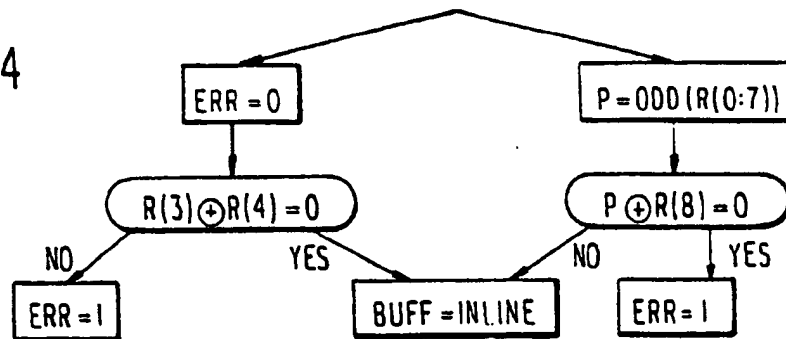 4
ERR = 0
P = ODD (R(0:7))
R(3) ⊕ R(4) = 0
P ⊕ R(8) = 0
NO
YES
NO
YES
ERR = 1
BUFF = INLINE
ERR = 1